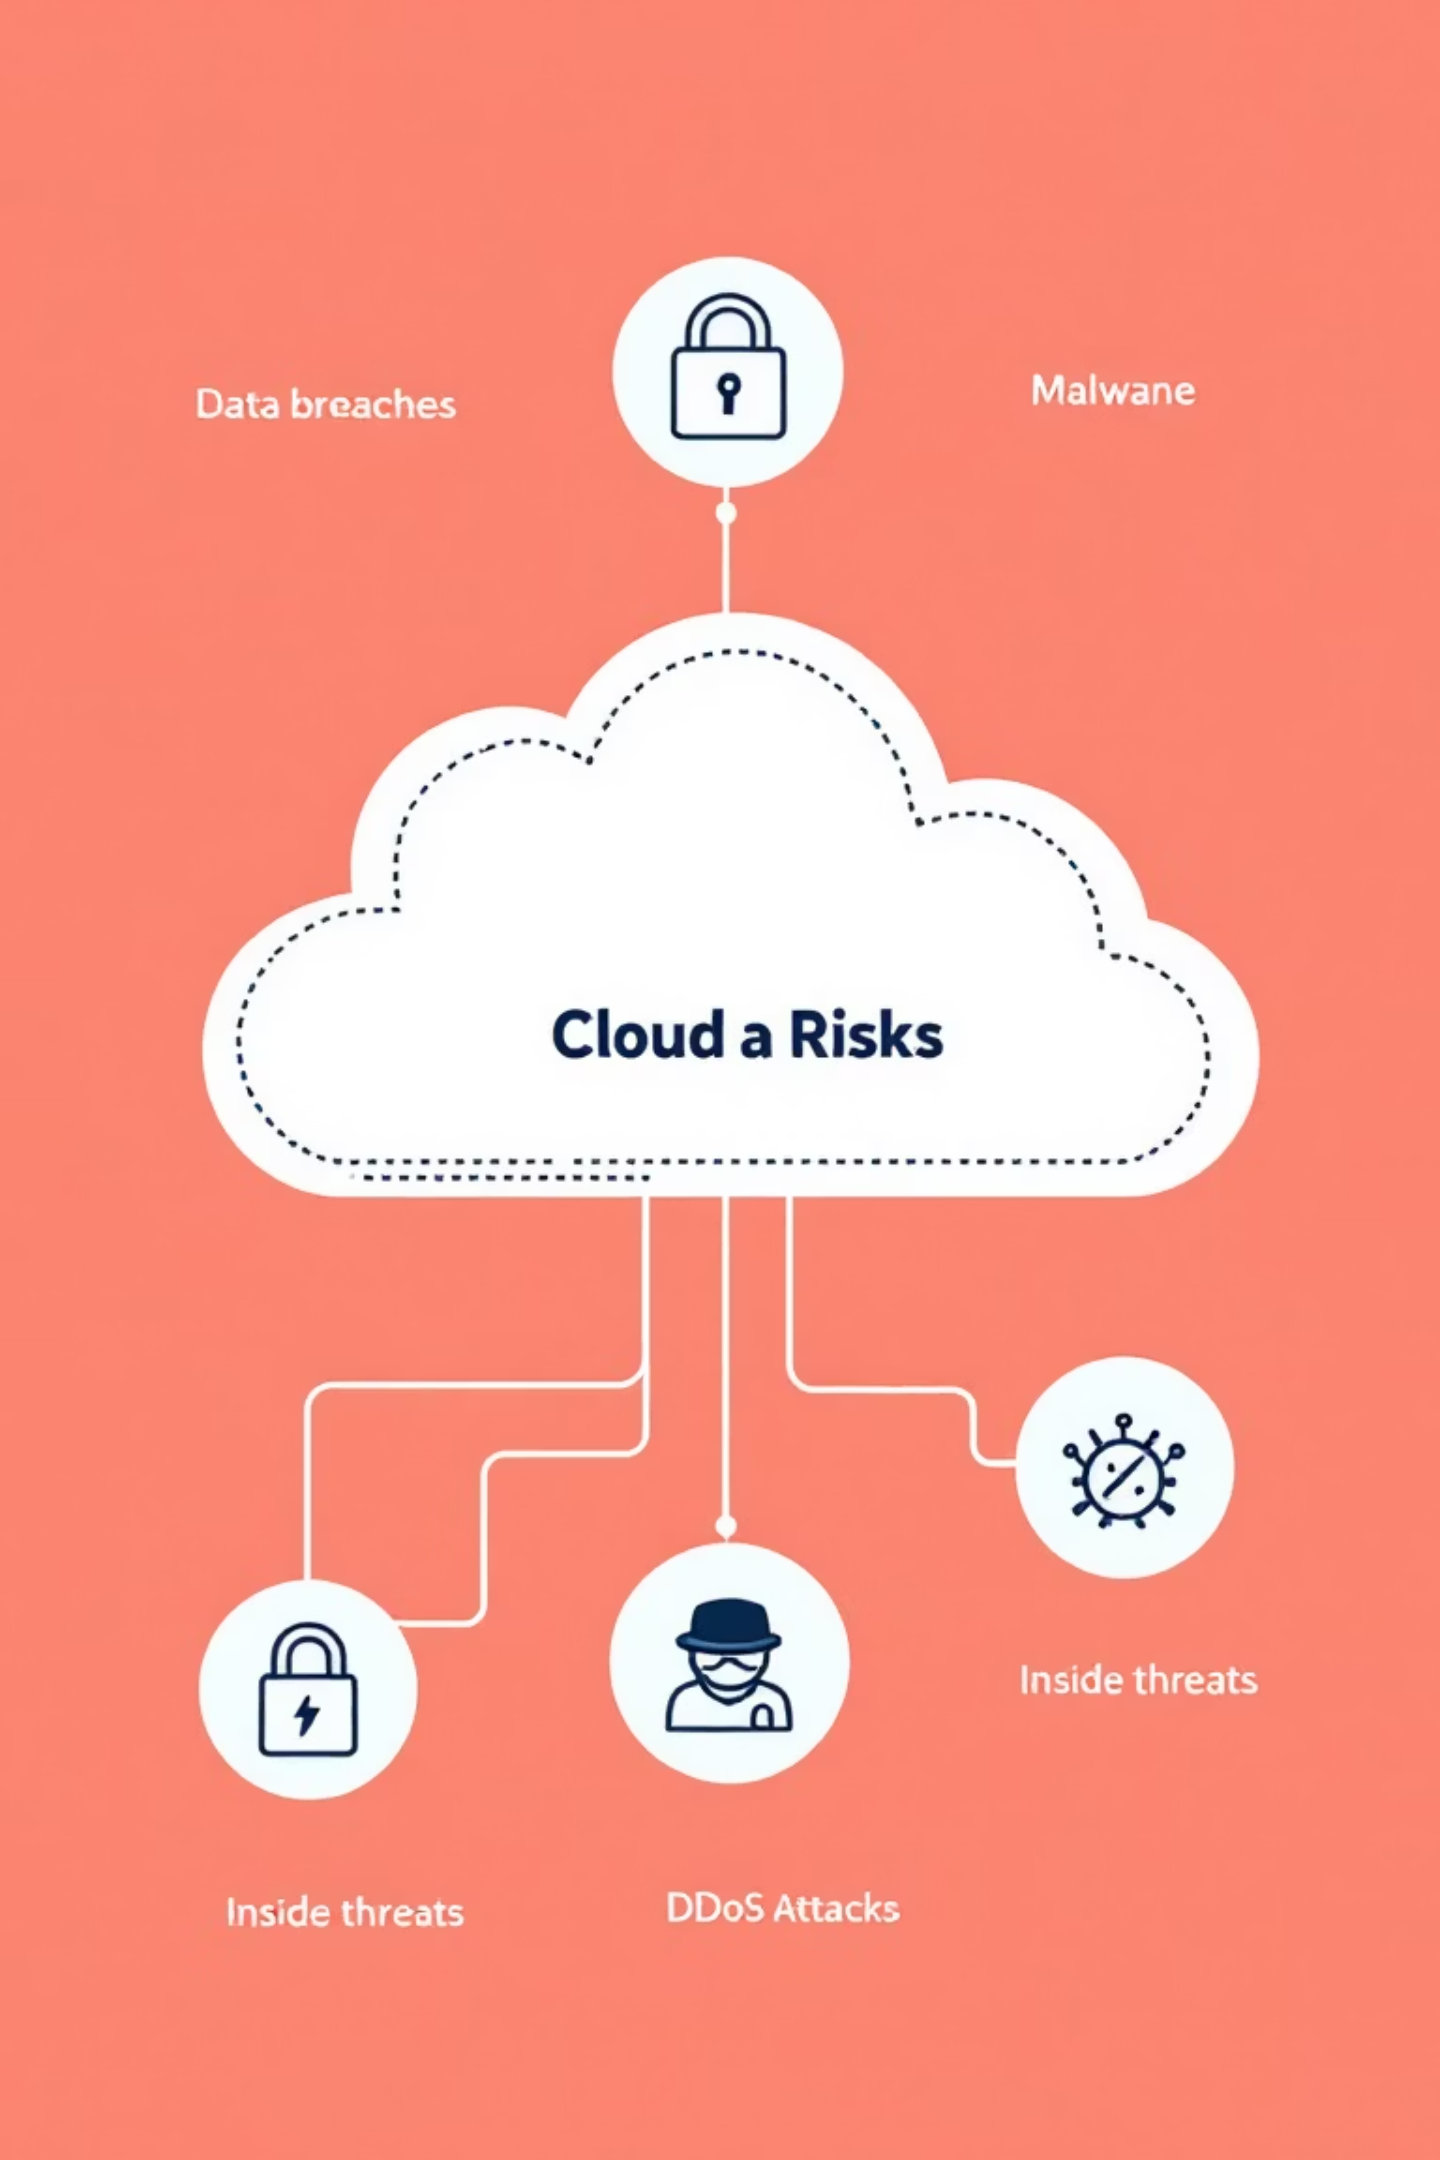 Data breaches
Malwane
Cloud a Risks
Inside threats
Inside threats
DDoS Attacks